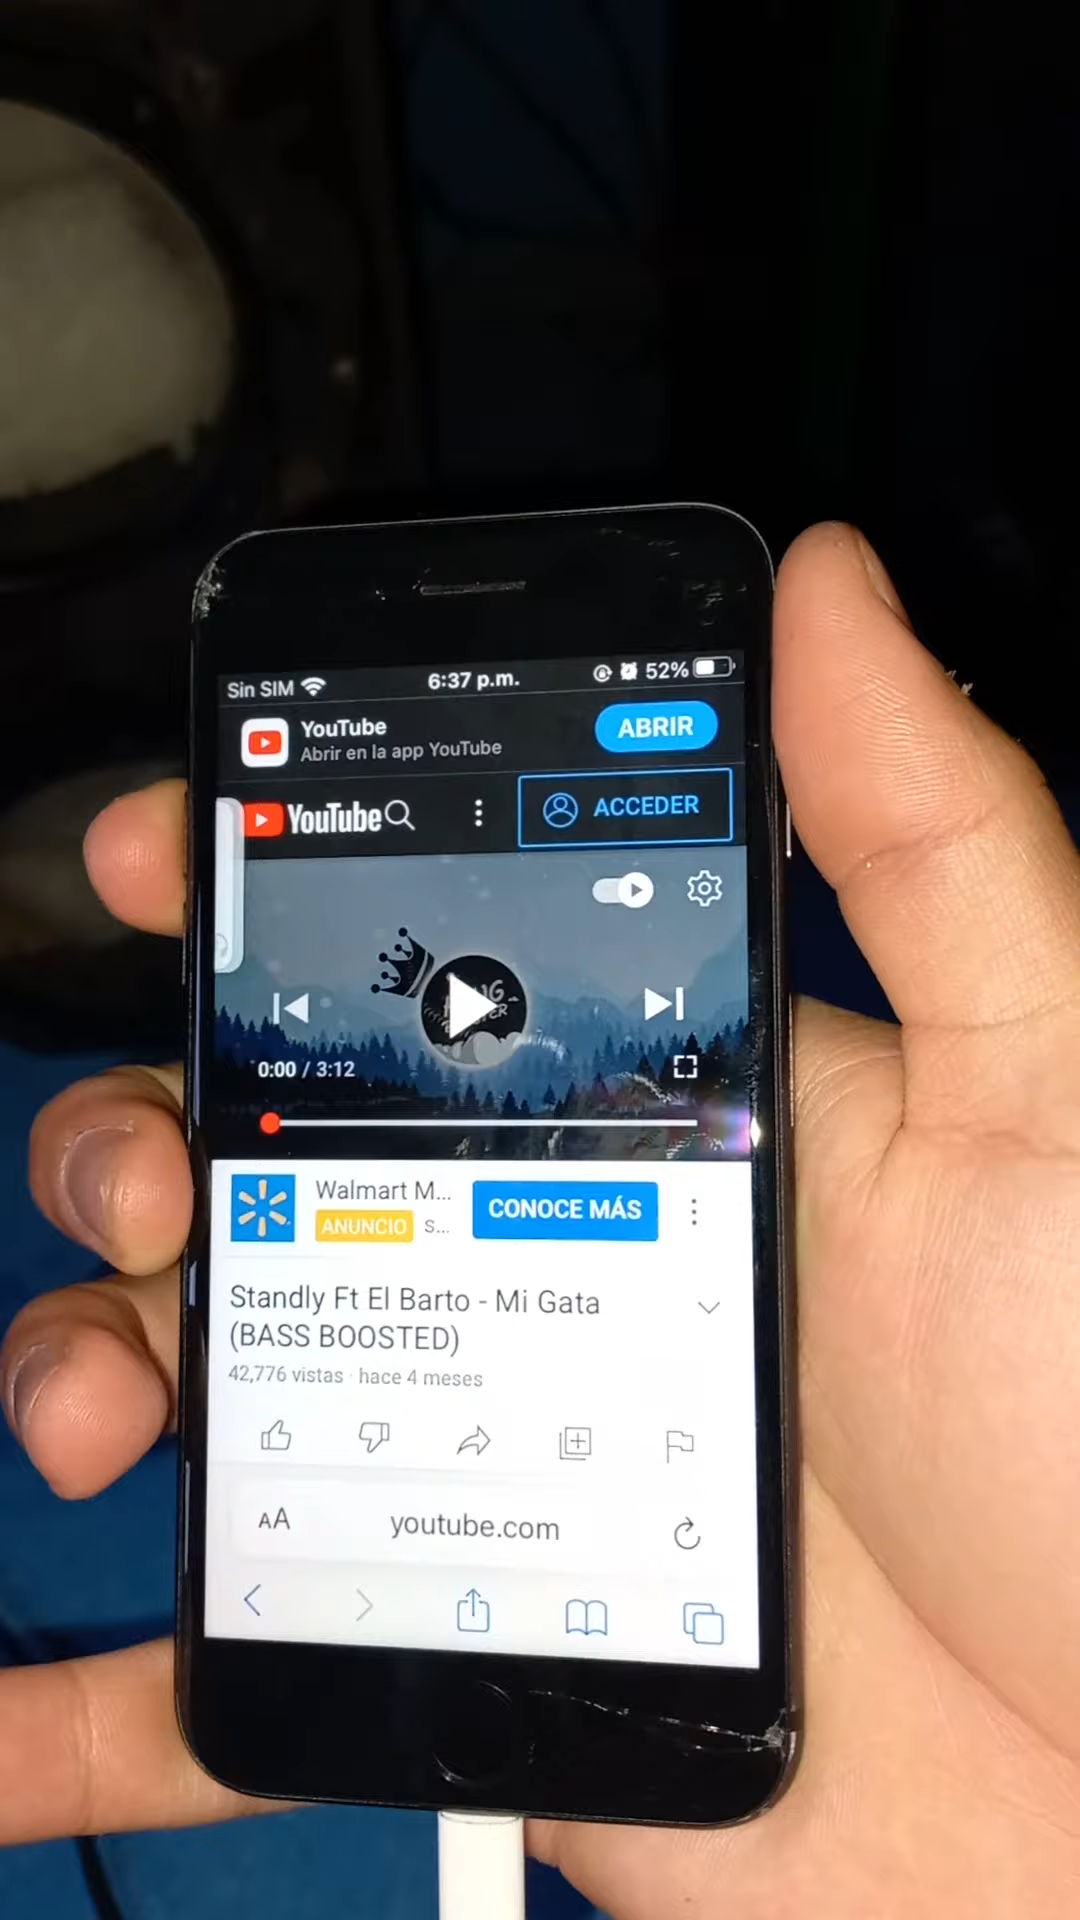 Sin SIM
6:37 p.m.
52%
YouTube
Abrir en la app YouTube
ABRIR
YouTube
ACCEDER
0:00 / 3:12
Walmart M...
ANUNCIO S...
CONOCE MÁS
Standly Ft El Barto - Mi Gata
(BASS BOOSTED)
42,776 vistas · hace 4 meses
AA
youtube.com